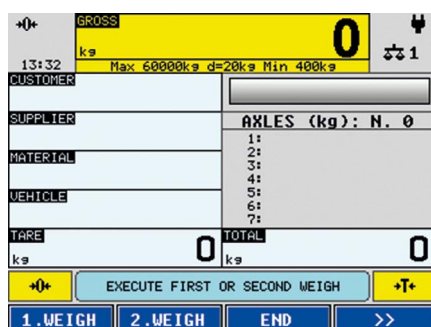 →0←
GROSS
0
kg
1
13:32
Max 60000kg d=20kg Min 400kg
CUSTOMER
SUPPLIER
AXLES (kg): N. 0
1:
2:
MATERIAL
3:
4:
VEHICLE
5:
6:
7:
TARE
0
kg
TOTAL
0
kg
→0←
EXECUTE FIRST OR SECOND WEIGH
→T←
1.WEIGH
2.WEIGH
END
>>